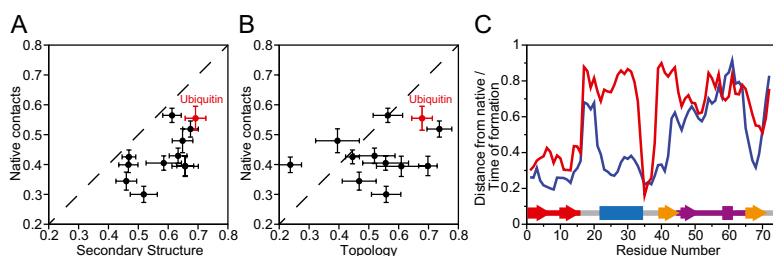 A
Native contacts
0.8
0.7
0.6
0.5
0.4
0.3
0.2
Ubiquitin
0.4 0.5 0.6 0.7 0.8
Secondary Structure
B
Native contacts
0.8
0.7
0.6
0.5
0.4
0.3
0.2
Ubiquitin
0.2 0.3 0.4 0.5 0.6 0.7 0.8
Topology
C
Distance from native /
Time of formation
1
0.8
0.6
0.4
0.2
0
0 10 20 30 40 50 60 70
Residue Number